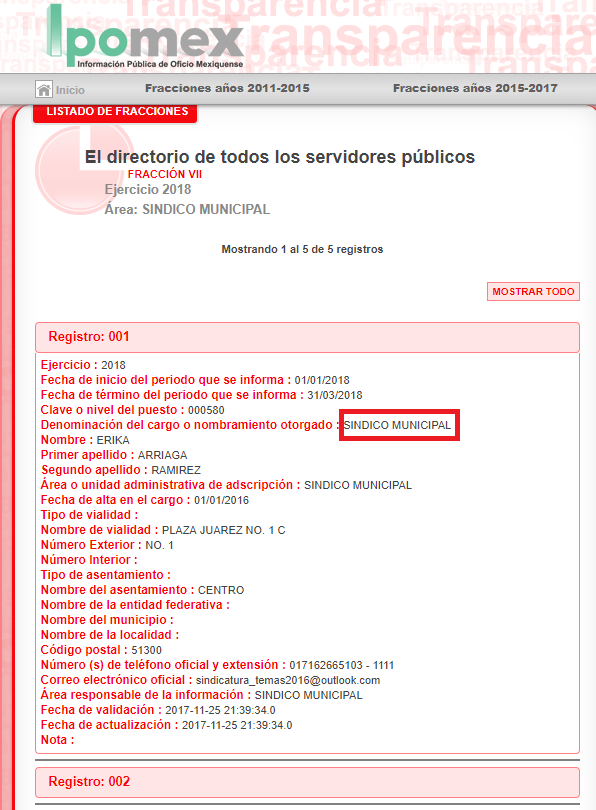 Transparencia
Transparencia
Transparencia
Ipomex
Información Pública de Oficio Mexiquense
Inicio
Fracciones años 2011-2015
Fracciones años 2015-2017
LISTADO DE FRACCIONES
El directorio de todos los servidores públicos
FRACCIÓN VII
Ejercicio 2018
Área: SINDICO MUNICIPAL
Mostrando 1 al 5 de 5 registros
MOSTRAR TODO
Registro: 001
Ejercicio : 2018
Fecha de inicio del periodo que se informa : 01/01/2018
Fecha de término del periodo que se informa : 31/03/2018
Clave o nivel del puesto : 000580
Denominación del cargo o nombramiento otorgado : SINDICO MUNICIPAL
Nombre : ERIKA
Primer apellido : ARRIAGA
Segundo apellido : RAMIREZ
Área o unidad administrativa de adscripción : SINDICO MUNICIPAL
Fecha de alta en el cargo : 01/01/2016
Tipo de vialidad :
Nombre de vialidad : PLAZA JUAREZ NO. 1 C
Número Exterior : NO. 1
Número Interior :
Tipo de asentamiento :
Nombre del asentamiento : CENTRO
Nombre de la entidad federativa :
Nombre del municipio :
Nombre de la localidad :
Código postal : 51300
Número (s) de teléfono oficial y extensión : 017162665103 - 1111
Correo electrónico oficial : sindicatura_temas2016@outlook.com
Área responsable de la información : SINDICO MUNICIPAL
Fecha de validación : 2017-11-25 21:39:34.0
Fecha de actualización : 2017-11-25 21:39:34.0
Nota :
Registro: 002